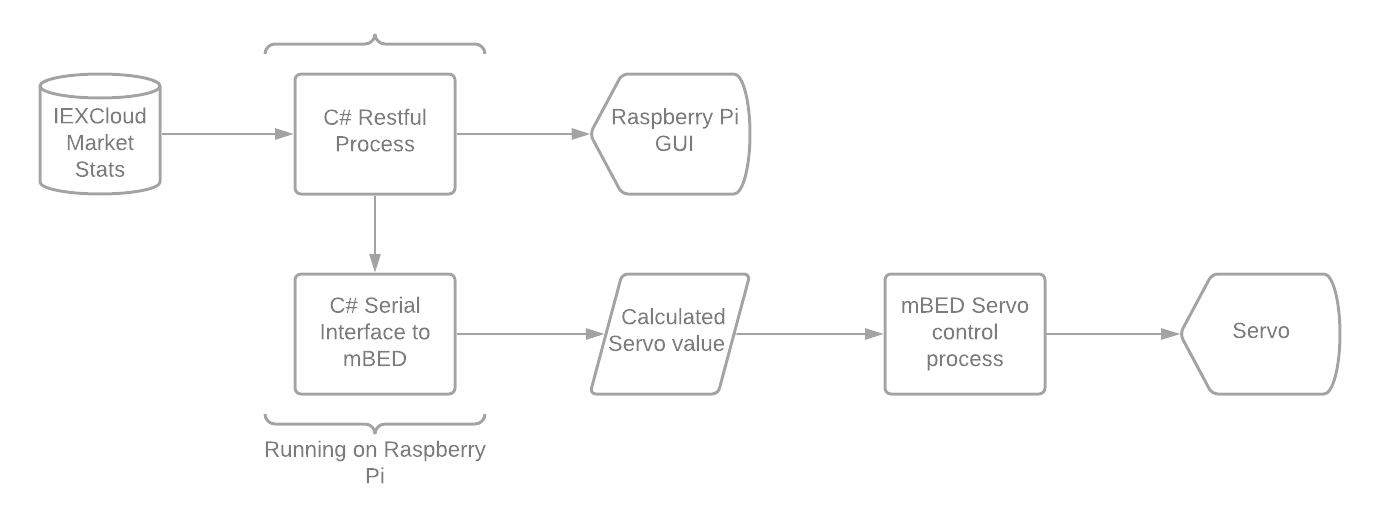 IEXCloud
Market
Stats
C# Restful
Process
Raspberry Pi
GUI
C# Serial
Interface to
mBED
Calculated
Servo value
mBED Servo
control
process
Servo
Running on Raspberry
Pi